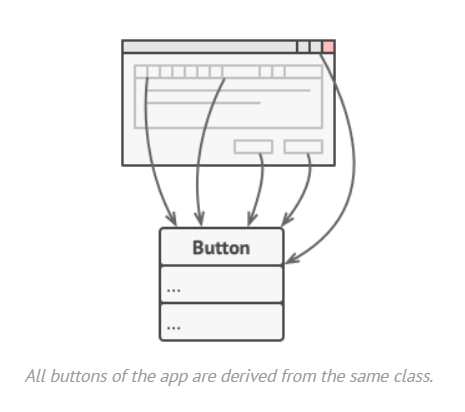 Button
...
...
All buttons of the app are derived from the same class.